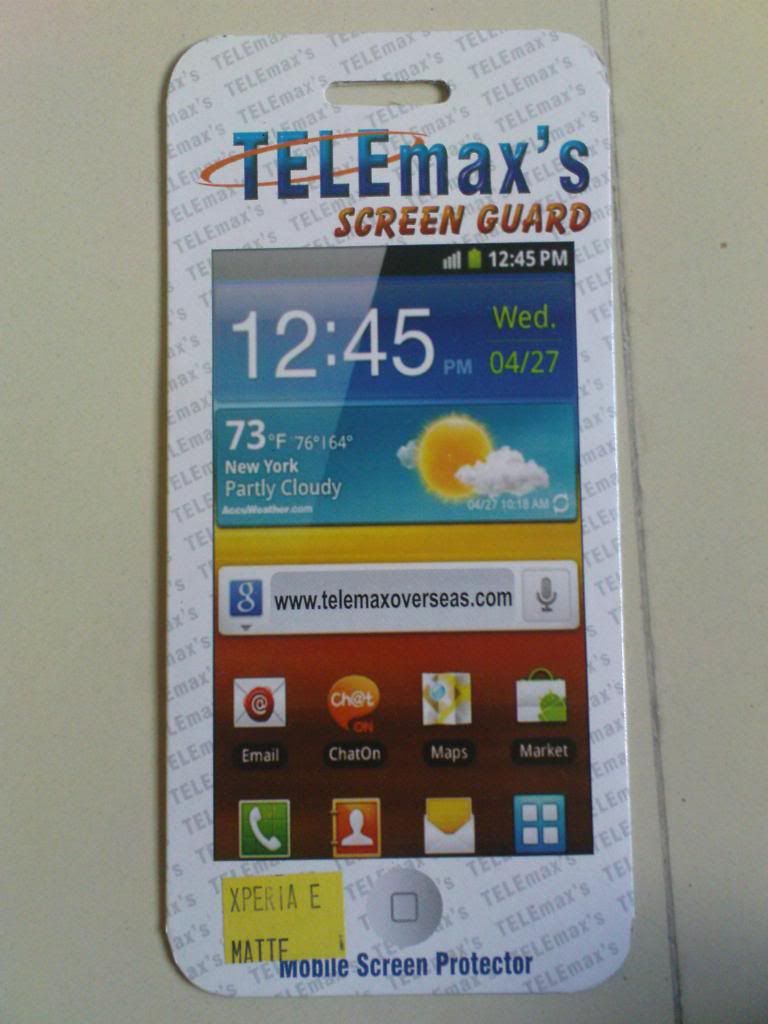 TELEmax's
SCREEN GUARD
12:45 PM
12:45 PM
Wed.
04/27
73°F 76°|64°
New York
Partly Cloudy
AccuWeather.com
04/27 10:18 AM
g www.telemaxoverseas.com
@ Ch@t
ON
Email ChatOn Maps Market
XPERIA E
MATTE
Mobile Screen Protector